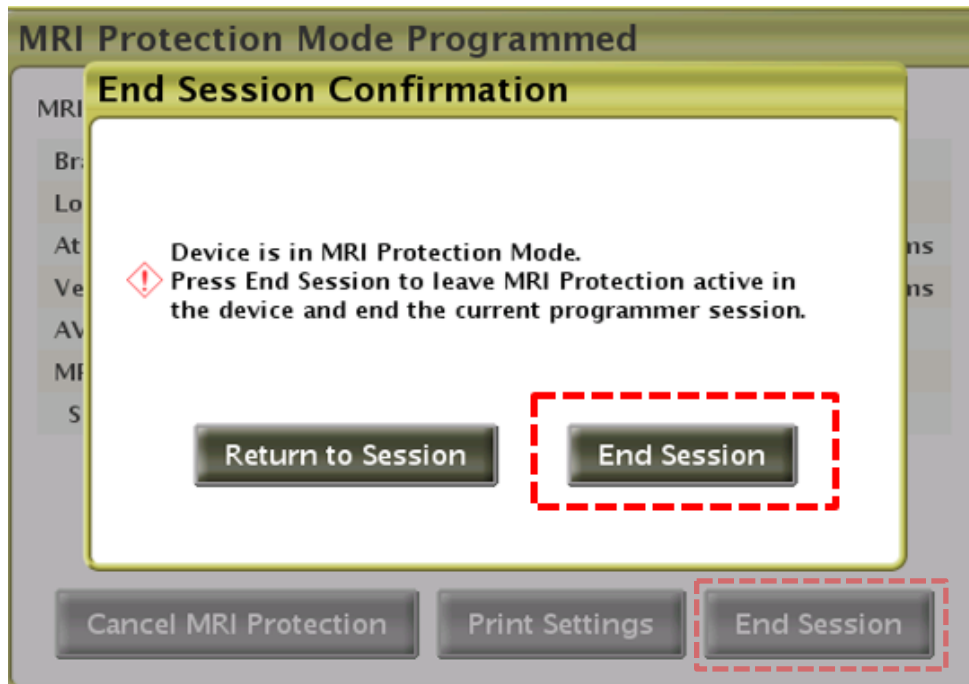 MRI Protection Mode Programmed
End Session Confirmation
MRI
Device is in MRI Protection Mode.
Press End Session to leave MRI Protection active in
the device and end the current programmer session.
ms
ms
Return to Session
End Session
Cancel MRI Protection
Print Settings
End Session